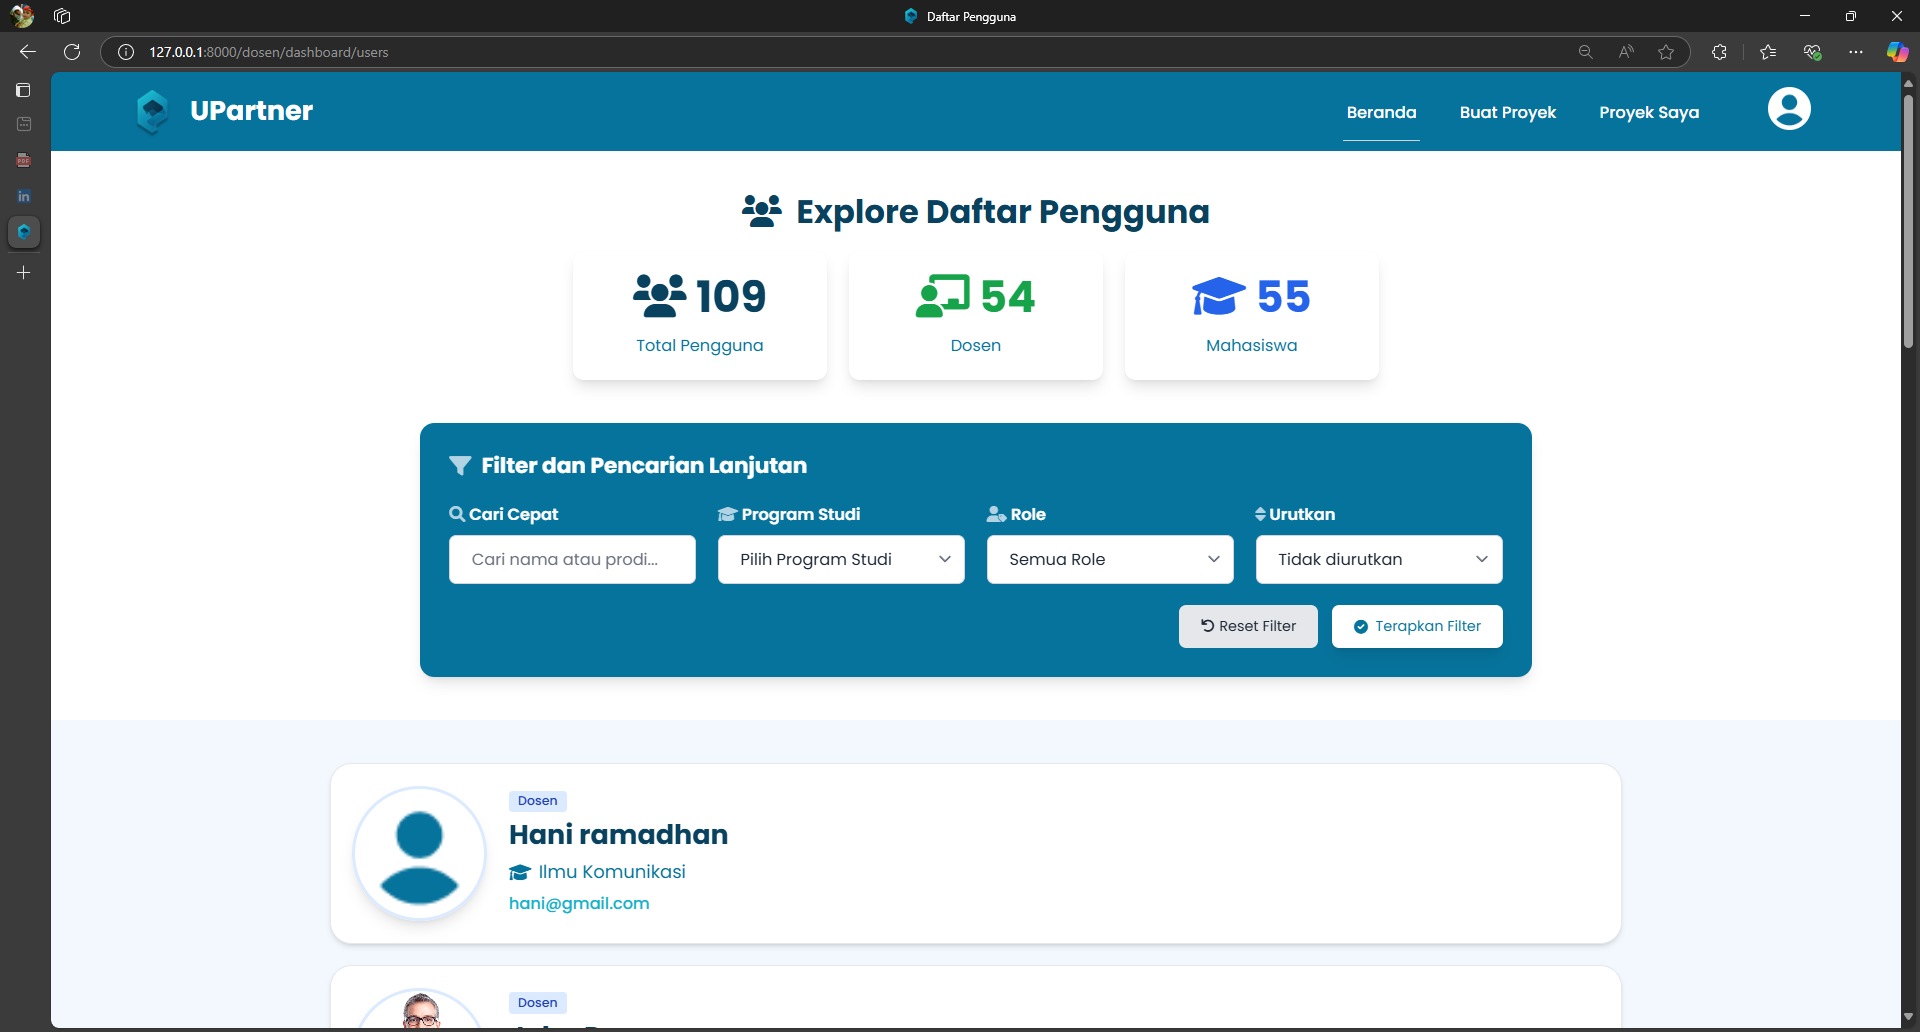 Daftar Pengguna
127.0.0.1:8000/dosen/dashboard/users
UPartner
Beranda
Buat Proyek
Proyek Saya
Explore Daftar Pengguna
109
Total Pengguna
54
Dosen
55
Mahasiswa
Filter dan Pencarian Lanjutan
Cari Cepat
Program Studi
Role
Urutkan
Cari nama atau prodi...
Pilih Program Studi
Semua Role
Tidak diurutkan
Reset Filter
Terapkan Filter
Dosen
Hani ramadhan
Ilmu Komunikasi
hani@gmail.com
Dosen